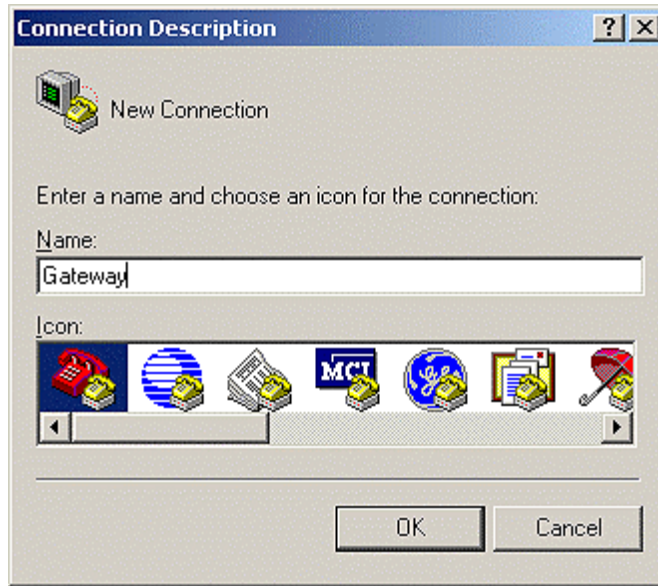 Connection Description
New Connection
Enter a name and choose an icon for the connection:
Name:
Gateway
Icon:
MCI
OK Cancel